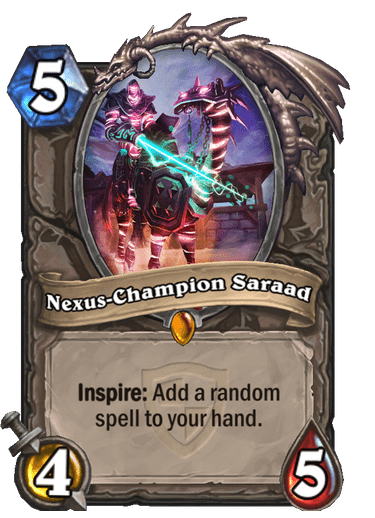 5
Nexus-Champion Saraad
Inspire: Add a random
spell to your hand.
4
5